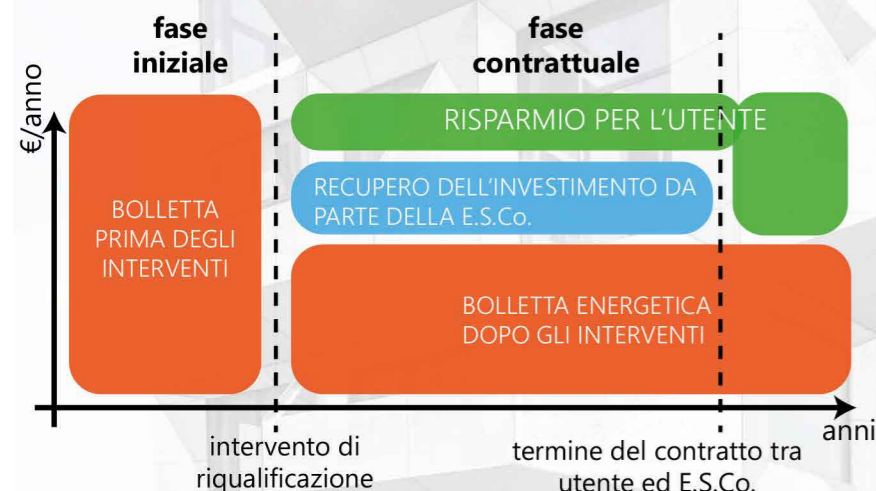 fase
iniziale
fase
contrattuale
€/anno
RISPARMIO PER L'UTENTE
RECUPERO DELL'INVESTIMENTO DA
PARTE DELLA E.S.Co.
BOLLETTA
PRIMA DEGLI
INTERVENTI
BOLLETTA ENERGETICA
DOPO GLI INTERVENTI
anni
intervento di
riqualificazione
termine del contratto tra
utente ed E.S.Co.